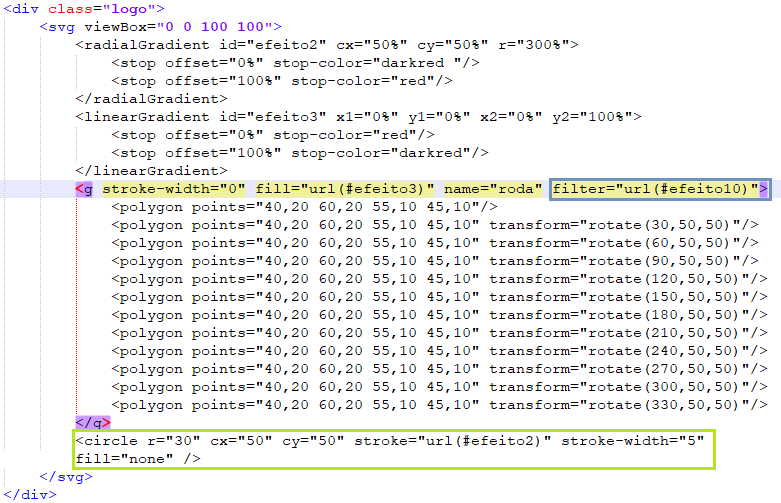 <div class="logo">
<svg viewBox="0 0 100 100">
<radialGradient id="efeito2" cx="50%" cy="50%" r="300%">
<stop offset="0%" stop-color="darkred "/>
<stop offset="100%" stop-color="red"/>
</radialGradient>
<linearGradient id="efeito3" x1="0%" y1="0%" x2="0%" y2="100%">
<stop offset="0%" stop-color="red"/>
<stop offset="100%" stop-color="darkred"/>
</linearGradient>
<g stroke-width="0" fill="url(#efeito3)" name="roda" filter="url(#efeito10)">
<polygon points="40,20 60,20 55,10 45,10"/>
<polygon points="40,20 60,20 55,10 45,10" transform="rotate(30,50,50)"/>
<polygon points="40,20 60,20 55,10 45,10" transform="rotate(60,50,50)"/>
<polygon points="40,20 60,20 55,10 45,10" transform="rotate(90,50,50)"/>
<polygon points="40,20 60,20 55,10 45,10" transform="rotate(120,50,50)"/>
<polygon points="40,20 60,20 55,10 45,10" transform="rotate(150,50,50)"/>
<polygon points="40,20 60,20 55,10 45,10" transform="rotate(180,50,50)"/>
<polygon points="40,20 60,20 55,10 45,10" transform="rotate(210,50,50)"/>
<polygon points="40,20 60,20 55,10 45,10" transform="rotate(240,50,50)"/>
<polygon points="40,20 60,20 55,10 45,10" transform="rotate(270,50,50)"/>
<polygon points="40,20 60,20 55,10 45,10" transform="rotate(300,50,50)"/>
<polygon points="40,20 60,20 55,10 45,10" transform="rotate(330,50,50)"/>
</g>
<circle r="30" cx="50" cy="50" stroke="url(#efeito2)" stroke-width="5"
fill="none" />
</svg>
</div>